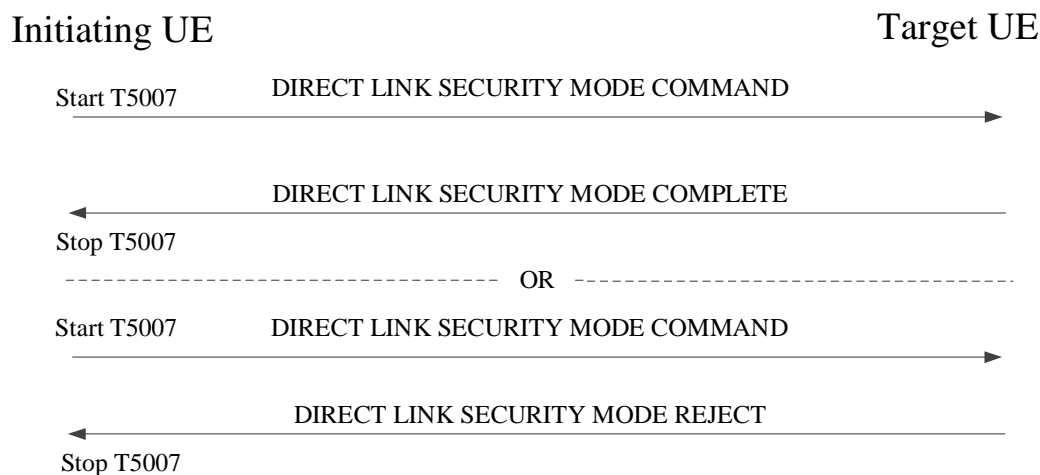 Initiating UE
Target UE
Start T5007
DIRECT LINK SECURITY MODE COMMAND
DIRECT LINK SECURITY MODE COMPLETE
Stop T5007
OR
Start T5007
DIRECT LINK SECURITY MODE COMMAND
DIRECT LINK SECURITY MODE REJECT
Stop T5007